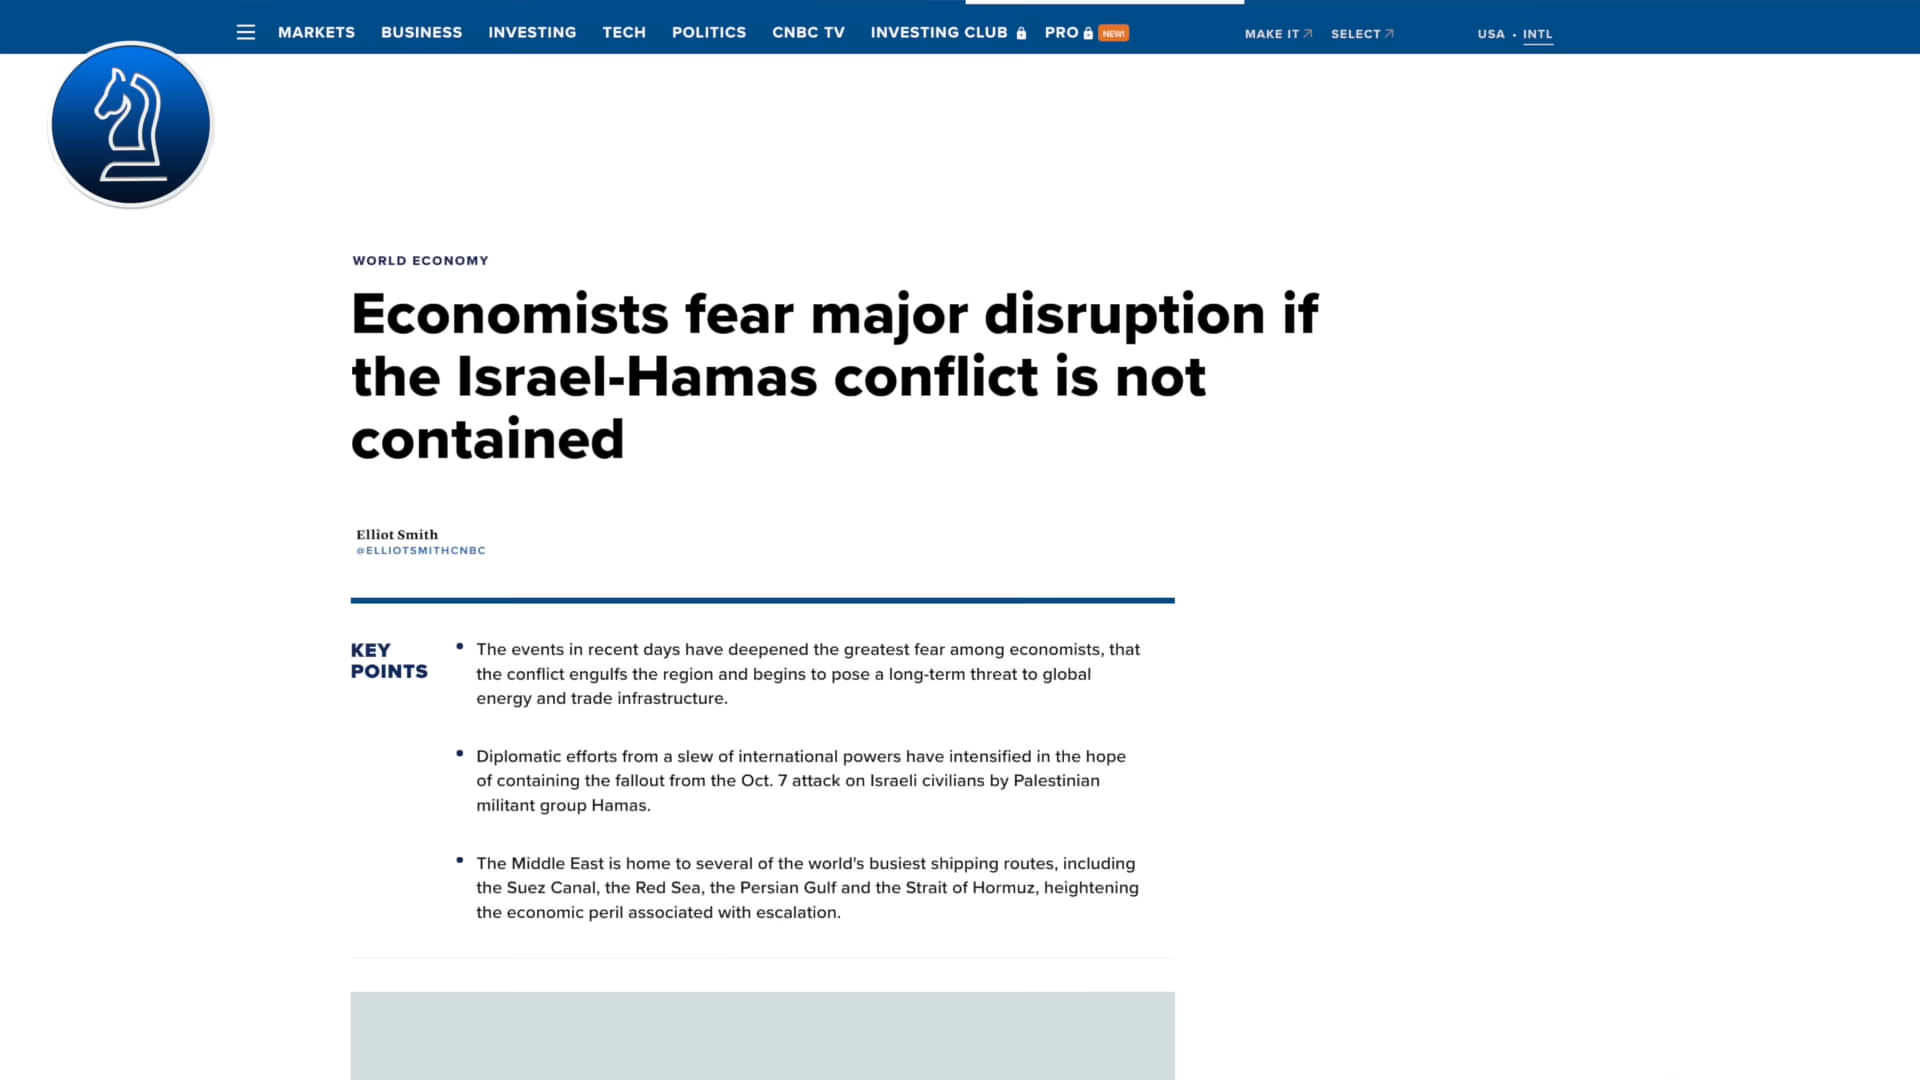 MARKETS BUSINESS INVESTING TECH POLITICS CNBC TV INVESTING CLUB PRO NEW! MAKE IT SELECT USA • INTL
WORLD ECONOMY
Economists fear major disruption if
the Israel-Hamas conflict is not
contained
Elliot Smith
@ELLIOTSMITHCNBC
KEY
POINTS
• The events in recent days have deepened the greatest fear among economists, that
the conflict engulfs the region and begins to pose a long-term threat to global
energy and trade infrastructure.
• Diplomatic efforts from a slew of international powers have intensified in the hope
of containing the fallout from the Oct. 7 attack on Israeli civilians by Palestinian
militant group Hamas.
• The Middle East is home to several of the world's busiest shipping routes, including
the Suez Canal, the Red Sea, the Persian Gulf and the Strait of Hormuz, heightening
the economic peril associated with escalation.